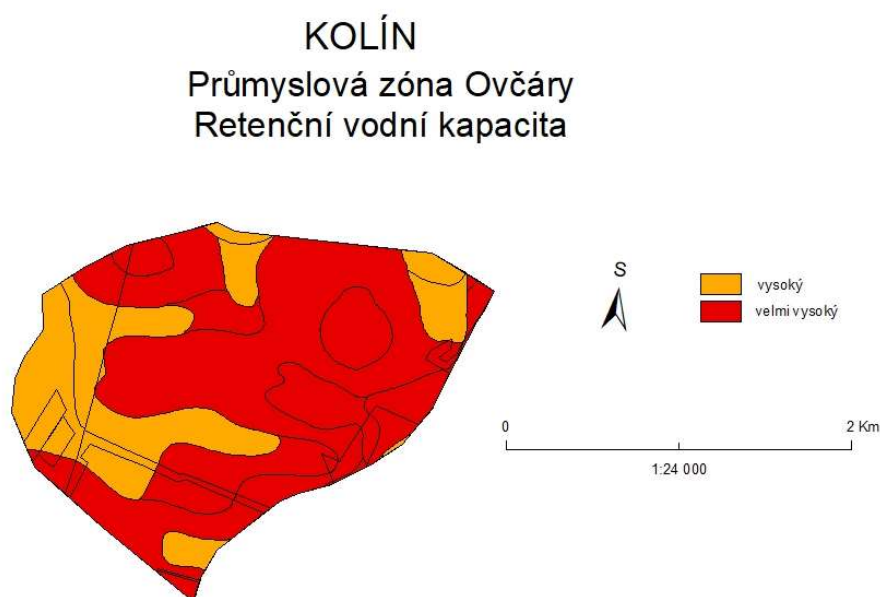 KOLÍN
Průmyslová zóna Ovčáry
Retenční vodní kapacita
S
vysoký
velmi vysoký
0
2 Km
1:24 000